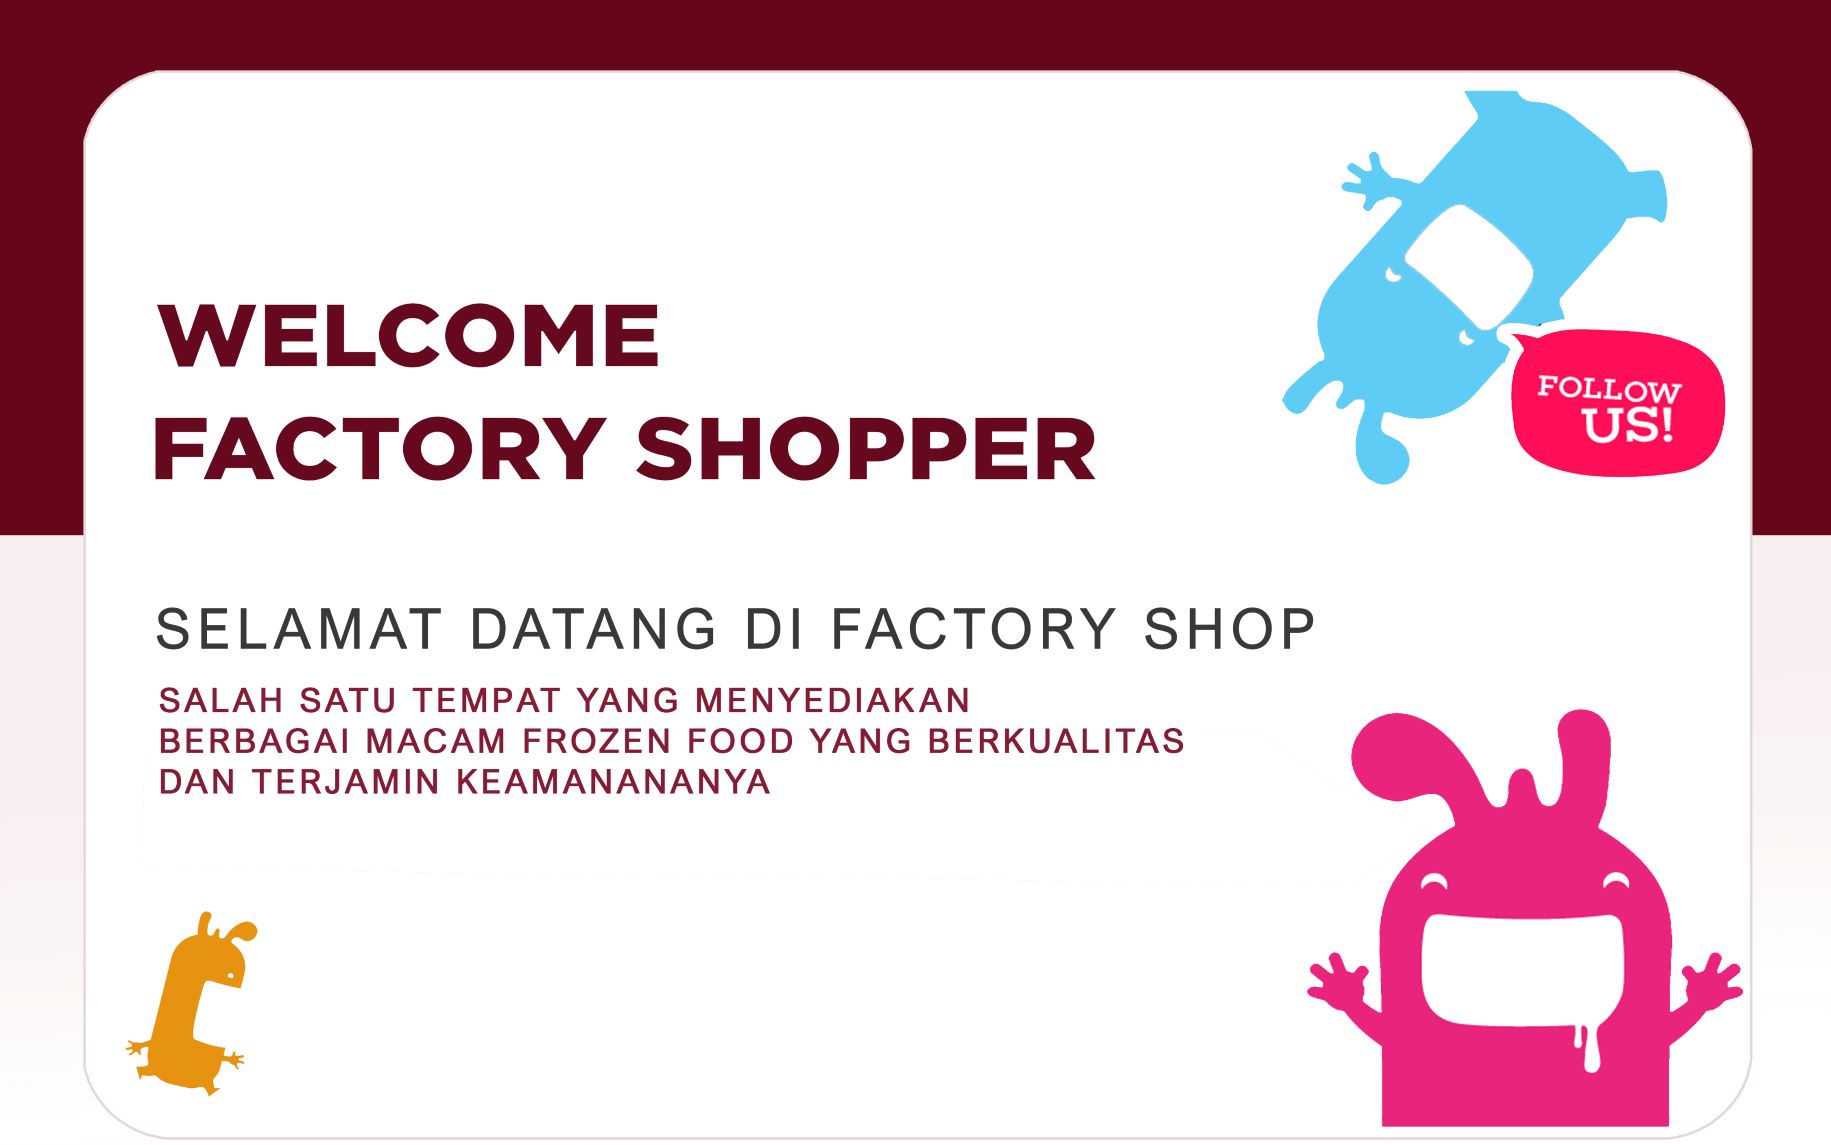 WELCOME
FACTORY SHOPPER
FOLLOW
US!
SELAMAT DATANG DI FACTORY SHOP
SALAH SATU TEMPAT YANG MENYEDIAKAN
BERBAGAI MACAM FROZEN FOOD YANG BERKUALITAS
DAN TERJAMIN KEAMANANANYA